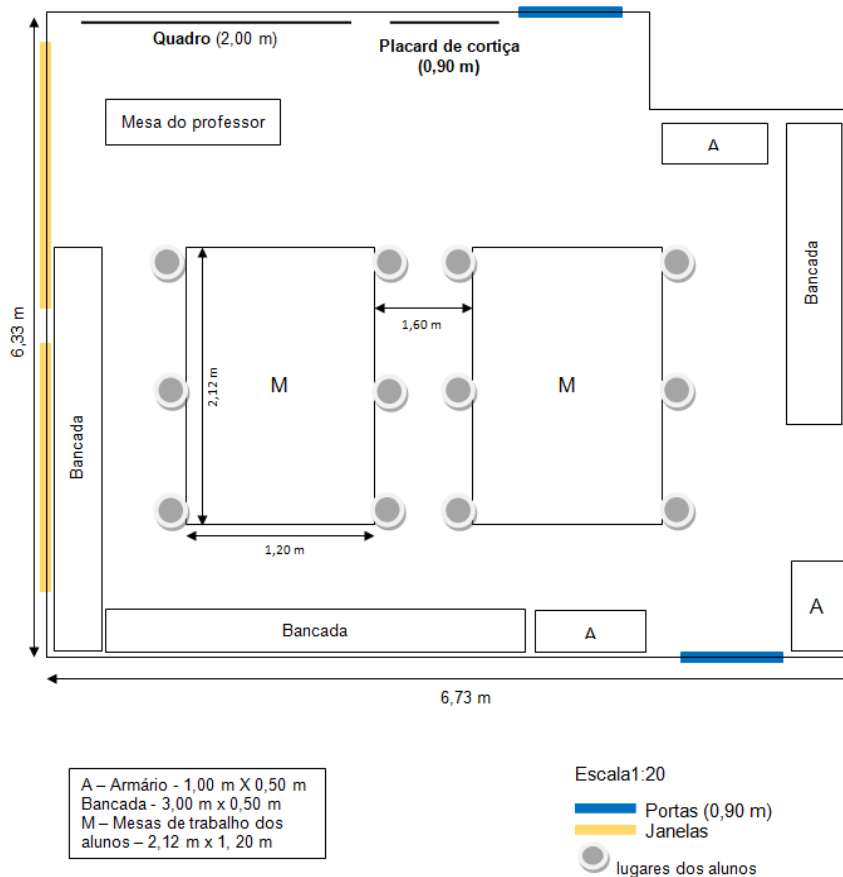 Quadro (2,00 m)
Placard de cortiça
(0,90 m)
Mesa do professor
A
Bancada
6,33 m
Bancada
2,12 m
M
1,60 m
M
1,20 m
Bancada
A
A
6,73 m
A – Armário - 1,00 m X 0,50 m
Bancada - 3,00 m x 0,50 m
M – Mesas de trabalho dos
alunos – 2,12 m x 1, 20 m
Escala1:20
Portas (0,90 m)
Janelas
lugares dos alunos